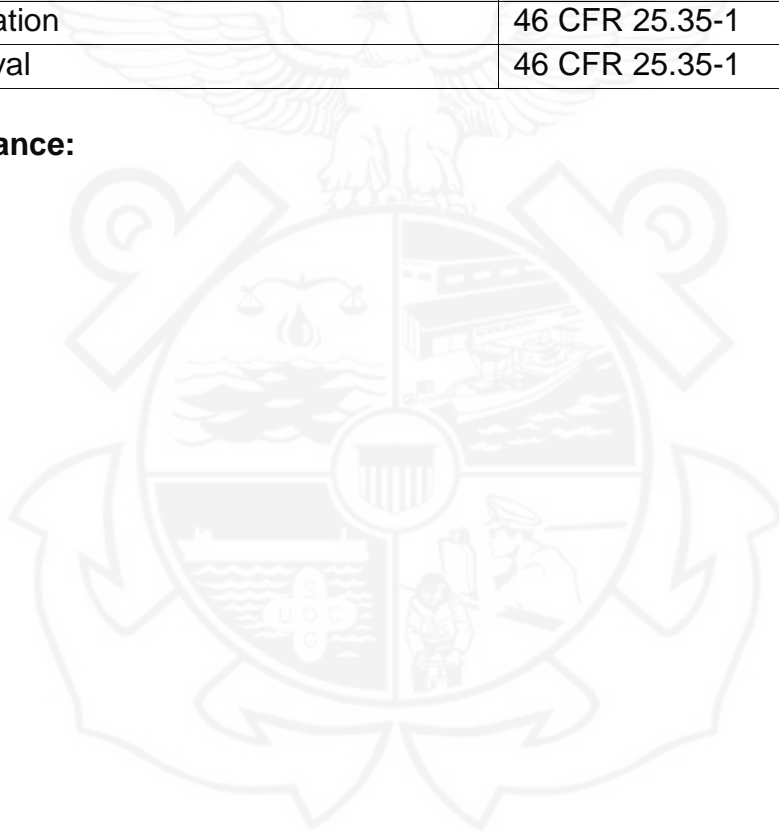 ation 46 CFR 25.35-1
val 46 CFR 25.35-1
ance:
S
U O C
G